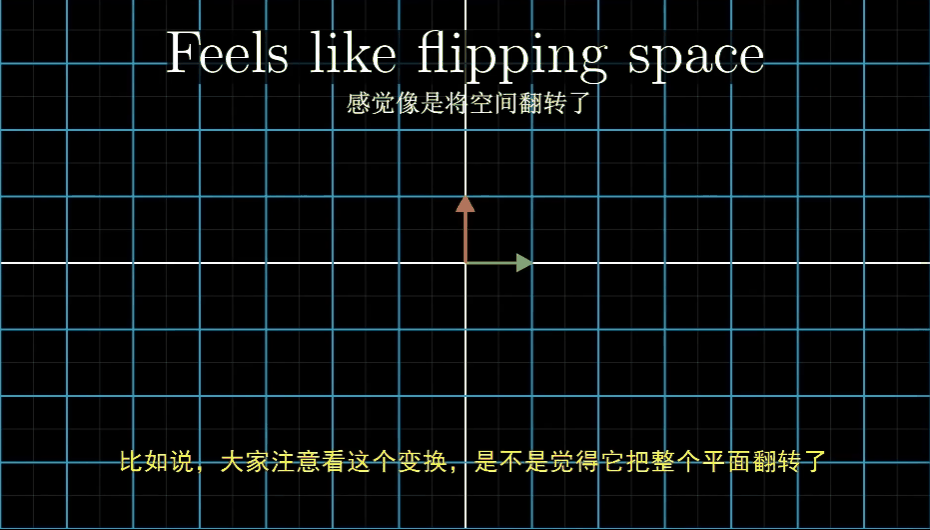 Feels like flipping space
感觉像是将空间翻转了
比如说，大家注意看这个变换，是不是觉得它把整个平面翻转了